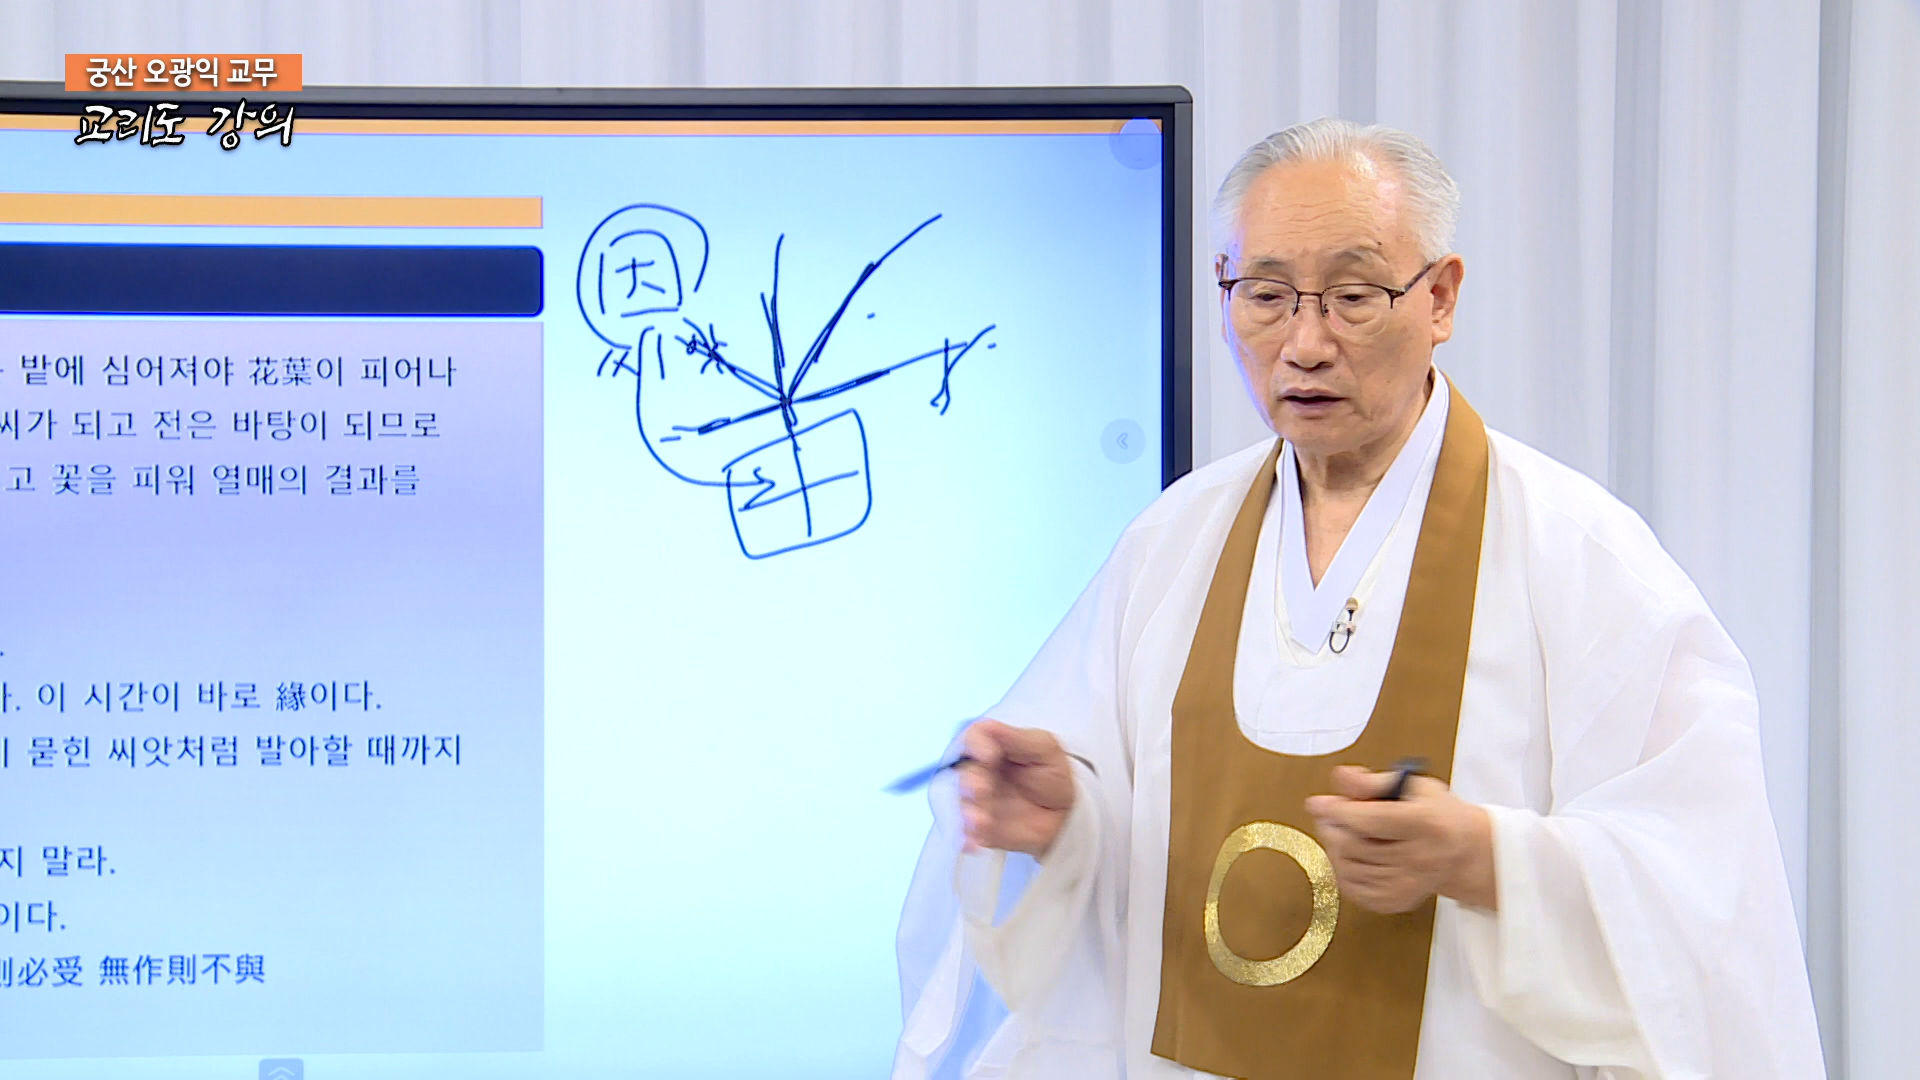 궁산 오광익 교무
교리도 강의
밭에 심어져야 花葉이 피어나
씨가 되고 전은 바탕이 되므로
고 꽃을 피워 열매의 결과를
因
씨
田
이 시간이 바로 緣이다.
묻힌 씨앗처럼 발아할 때까지
지 말라.
이다.
則必受 無作則不與